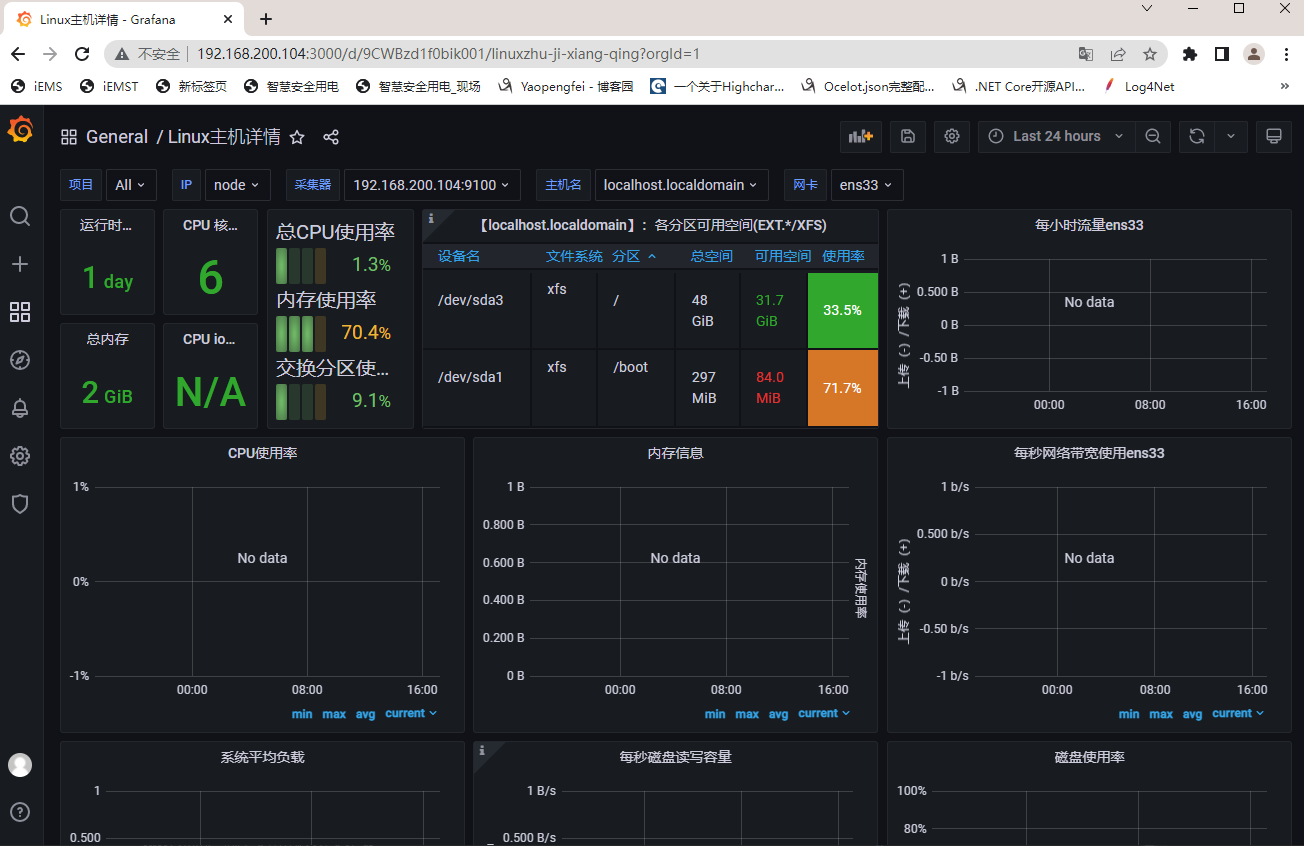 Linux主机详情 - Grafana
不安全 192.168.200.104:3000/d/9CWBzd1f0bik001/linuxzhu-ji-xiang-qing?orgId=1
iEMS iEMST 新标签页 智慧安全用电 智慧安全用电_现场 Yaopengfei - 博客园 一个关于Highchar... Ocelot.json完整配... .NET Core开源API... Log4Net »
General / Linux主机详情 Last 24 hours
项目 All IP node 采集器 192.168.200.104:9100 主机名 localhost.localdomain 网卡 ens33
运行时...
1 day
CPU 核...
6
总内存
2 GiB
CPU io...
N/A
总CPU使用率
1.3%
内存使用率
70.4%
交换分区使...
9.1%
【localhost.localdomain】：各分区可用空间(EXT.*/XFS)
设备名 文件系统 分区 总空间 可用空间 使用率
/dev/sda3 xfs / 48 GiB 31.7 GiB 33.5%
/dev/sda1 xfs /boot 297 MiB 84.0 MiB 71.7%
每小时流量ens33
上传 (-) /下载 (+)
1 B
0.500 B
No data
0 B
-0.50 B
-1 B
00:00 08:00 16:00
CPU使用率
1%
No data
0%
-1%
00:00 08:00 16:00
min max avg current
内存信息
1 B
0.800 B
No data
0.600 B
0.400 B
0.200 B
0 B
内存使用率
00:00 08:00 16:00
min max avg current
每秒网络带宽使用ens33
上传 (-) /下载 (+)
1 b/s
0.500 b/s
No data
0 b/s
-0.50 b/s
-1 b/s
00:00 08:00 16:00
min max avg current
系统平均负载
1
0.500
每秒磁盘读写容量
1 B/s
0.500 B/s
磁盘使用率
100%
80%